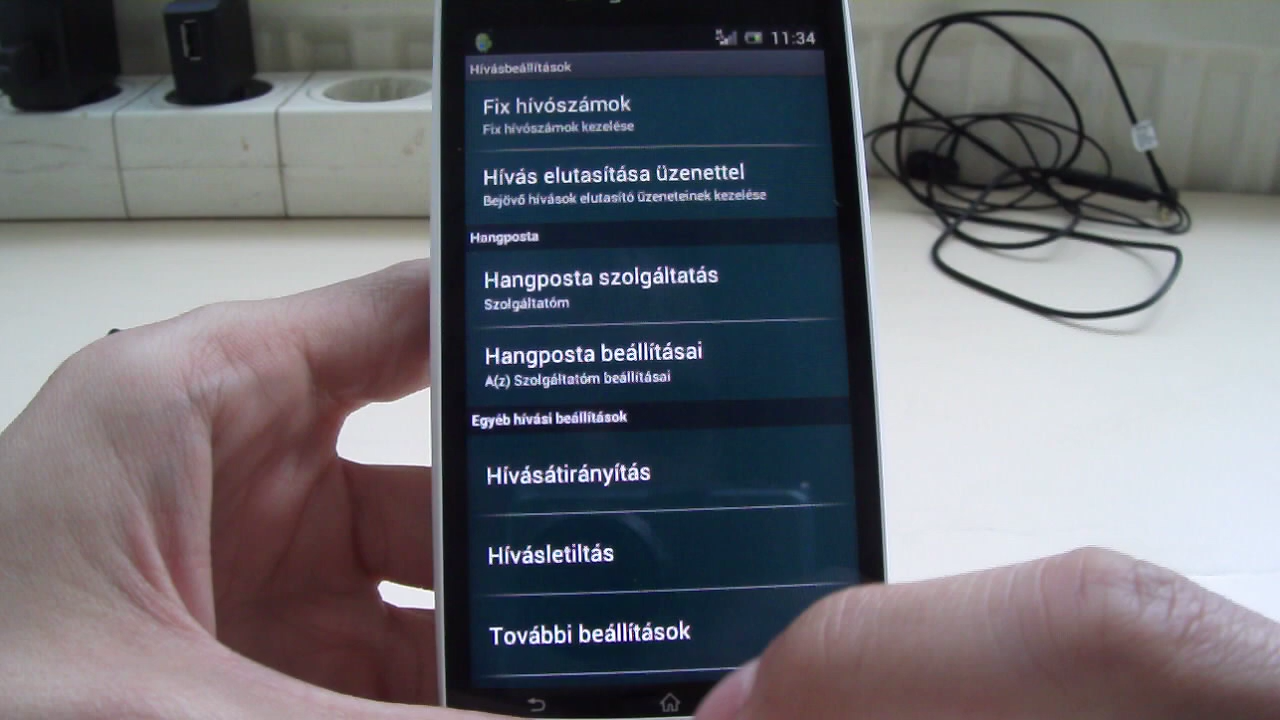 11:34
Hívásbeállítások
Fix hívószámok
Fix hívószámok kezelése
Hívás elutasítása üzenettel
Bejövő hívások elutasító üzeneteinek kezelése
Hangposta
Hangposta szolgáltatás
Szolgáltatóm
Hangposta beállításai
A(z) Szolgáltatóm beállításai
Egyéb hívási beállítások
Hívásátirányítás
Hívásletiltás
További beállítások